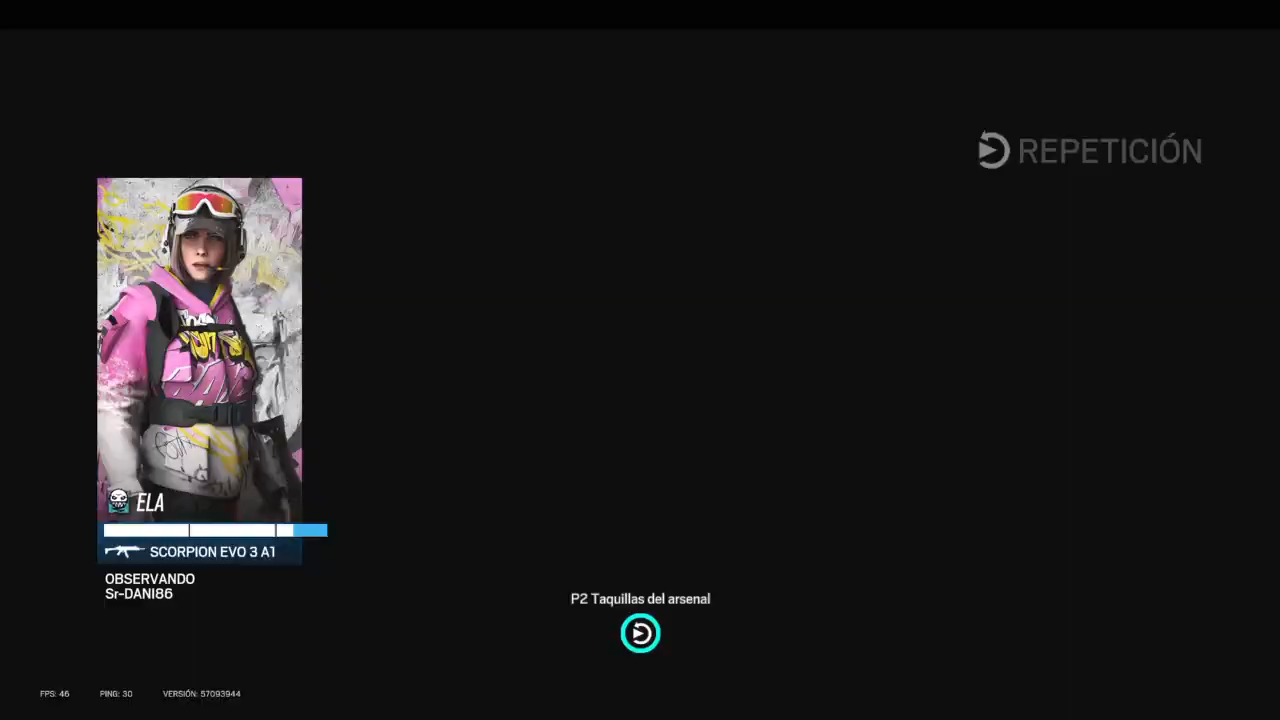 REPETICIÓN
ELA
SCORPION EVO 3 A1
OBSERVANDO
Sr-DANI86
P2 Taquillas del arsenal
FPS: 46 PING: 30 VERSIÓN: 57093944